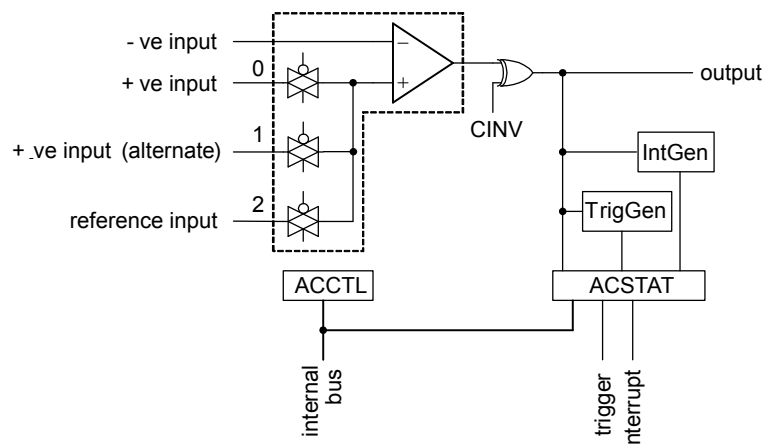 - ve input
−
0
+ ve input
+
output
CINV
1
+ ve input (alternate)
IntGen
2
reference input
TrigGen
ACCTL
ACSTAT
internal bus
trigger
nterrupt